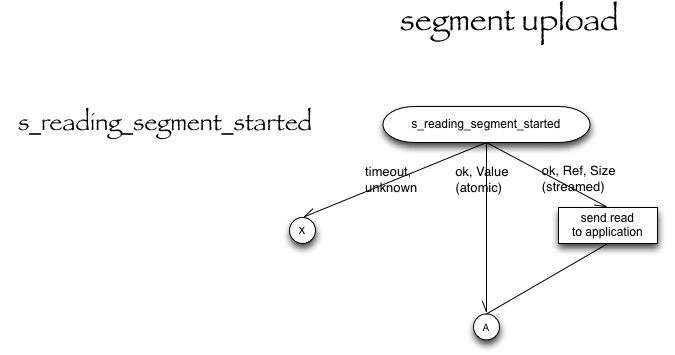 segment upload
s_reading_segment_started
s_reading_segment_started
timeout,
unknown
ok, Value
(atomic)
ok, Ref, Size
(streamed)
send read
to application
X
A